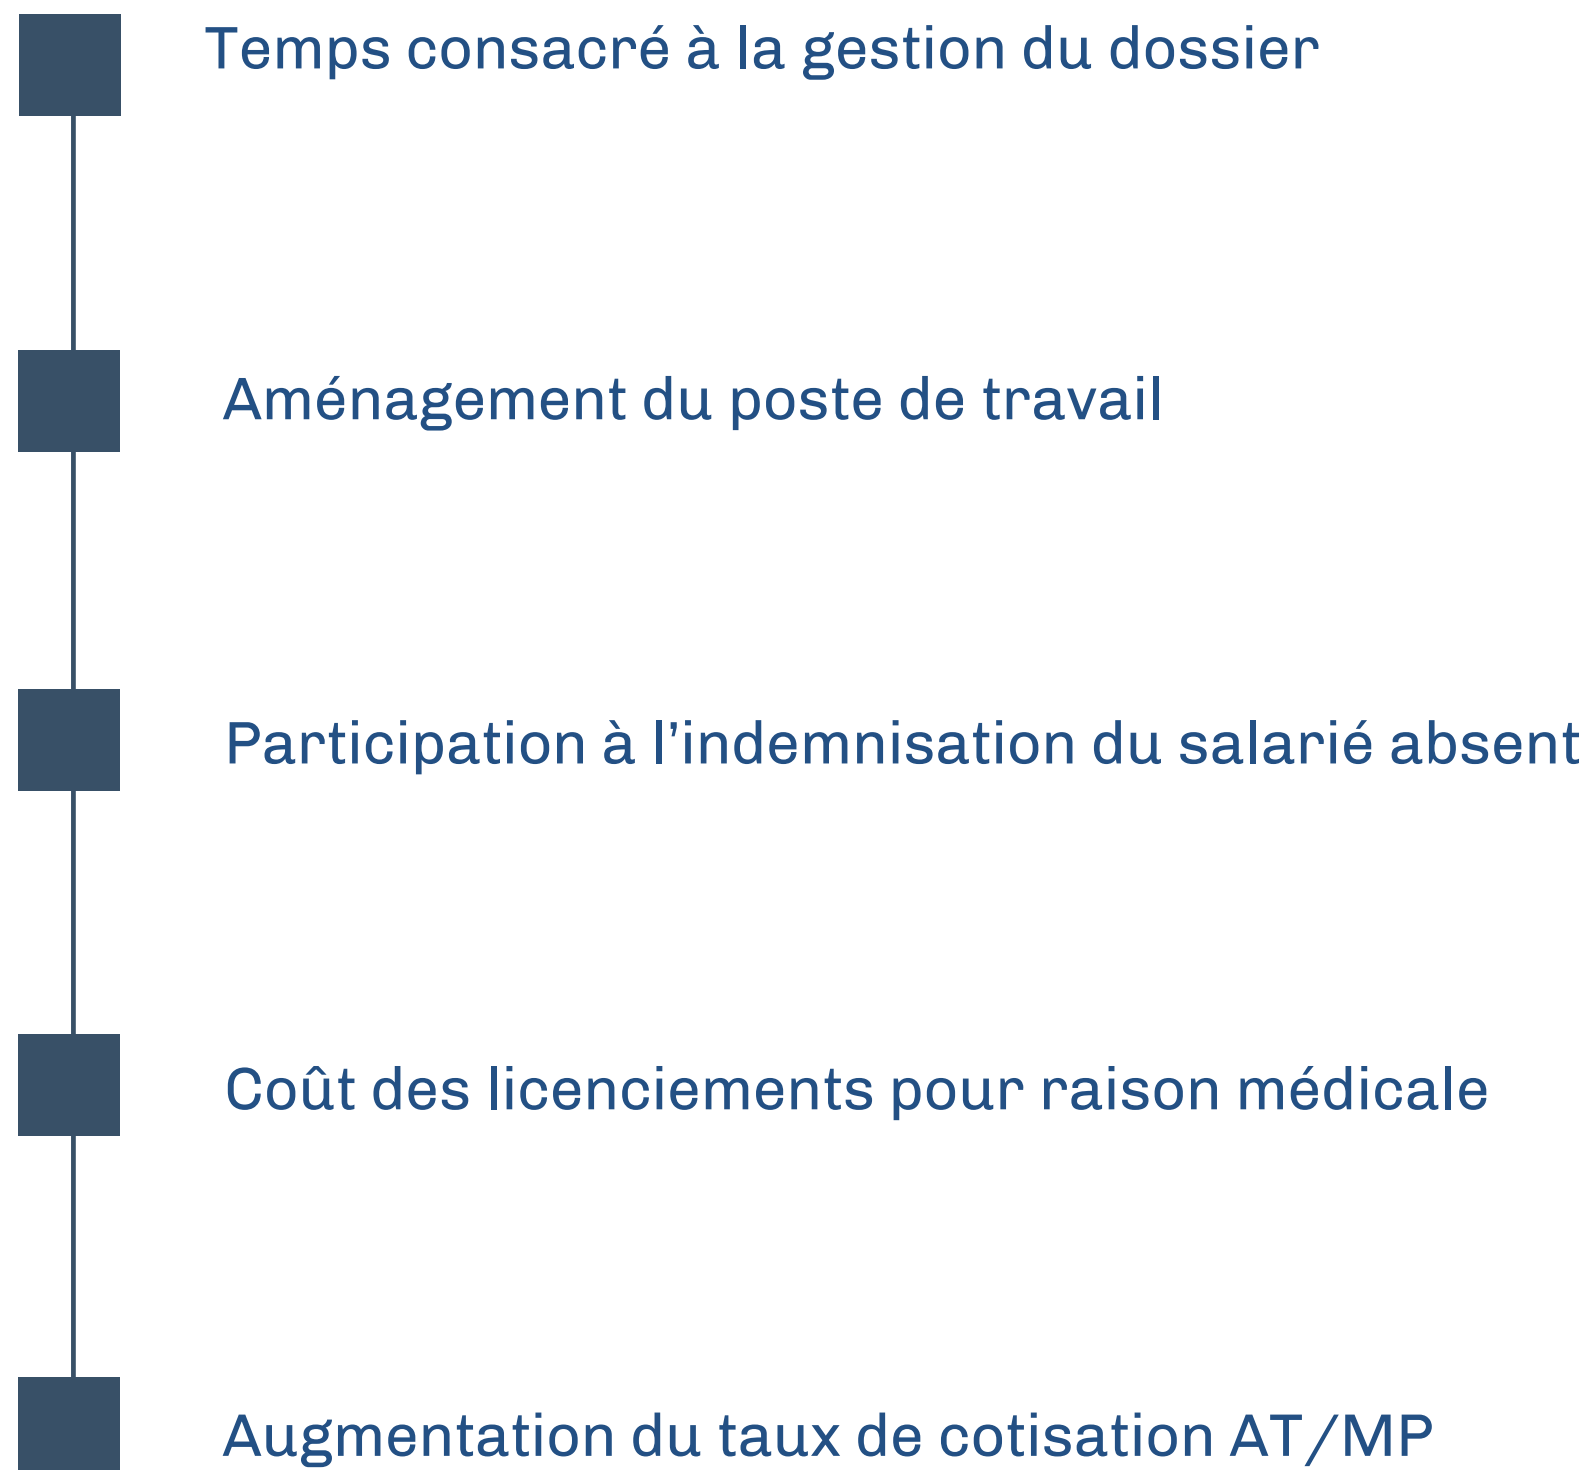 Temps consacré à la gestion du dossier
Aménagement du poste de travail
Participation à l’indemnisation du salarié absent
Coût des licenciements pour raison médicale
Augmentation du taux de cotisation AT/MP